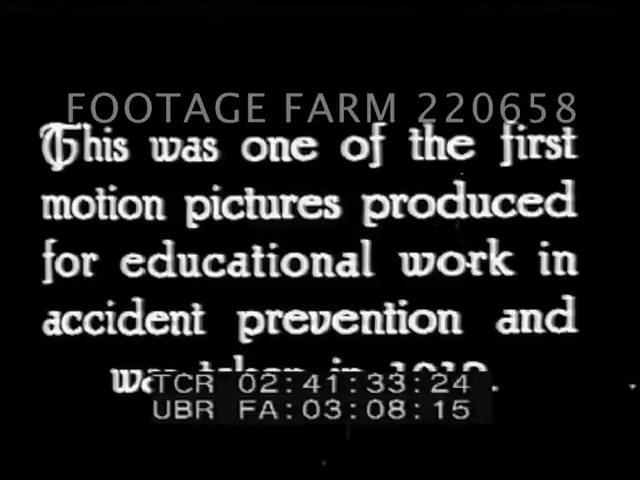 FOOTAGE FARM 220658
This was one of the first
motion pictures produced
for educational work in
accident prevention and
TCR 02:41:33:24
UBR FA:03:08:15